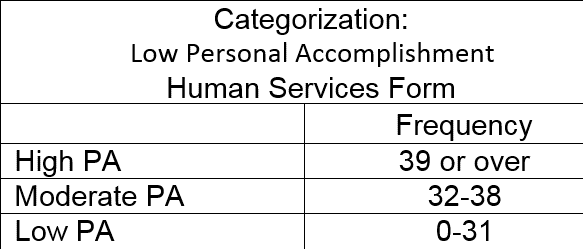 Categorization:
Low Personal Accomplishment
Human Services Form
Frequency
High PA 39 or over
Moderate PA 32-38
Low PA 0-31